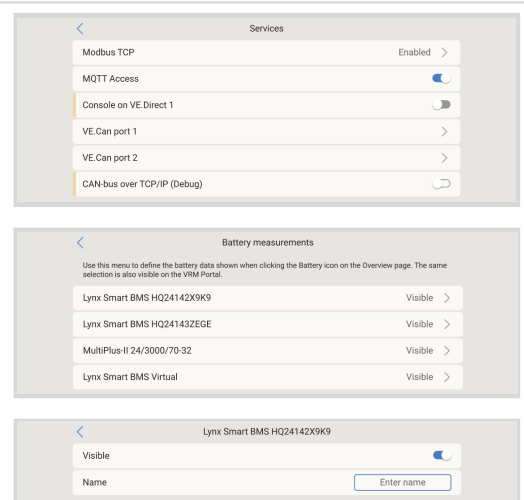 Services
Modbus TCP Enabled
MQTT Access
Console on VE.Direct 1
VE.Can port 1
VE.Can port 2
CAN-bus over TCP/IP (Debug)
Battery measurements
Use this menu to define the battery data shown when clicking the Battery icon on the Overview page. The same
selection is also visible on the VRM Portal.
Lynx Smart BMS HQ24142X9K9 Visible
Lynx Smart BMS HQ24143ZEGE Visible
MultiPlus-II 24/3000/70-32 Visible
Lynx Smart BMS Virtual Visible
Lynx Smart BMS HQ24142X9K9
Visible
Name Enter name